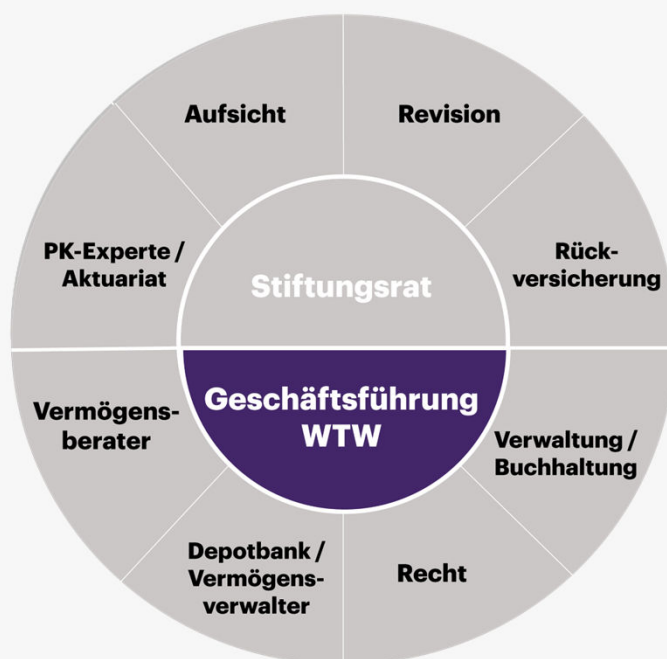 Aufsicht
Revision
PK-Experte /
Aktuariat
Rück-
versicherung
Stiftungsrat
Geschäftsführung
WTW
Vermögens-
berater
Verwaltung /
Buchhaltung
Depotbank /
Vermögens-
verwalter
Recht